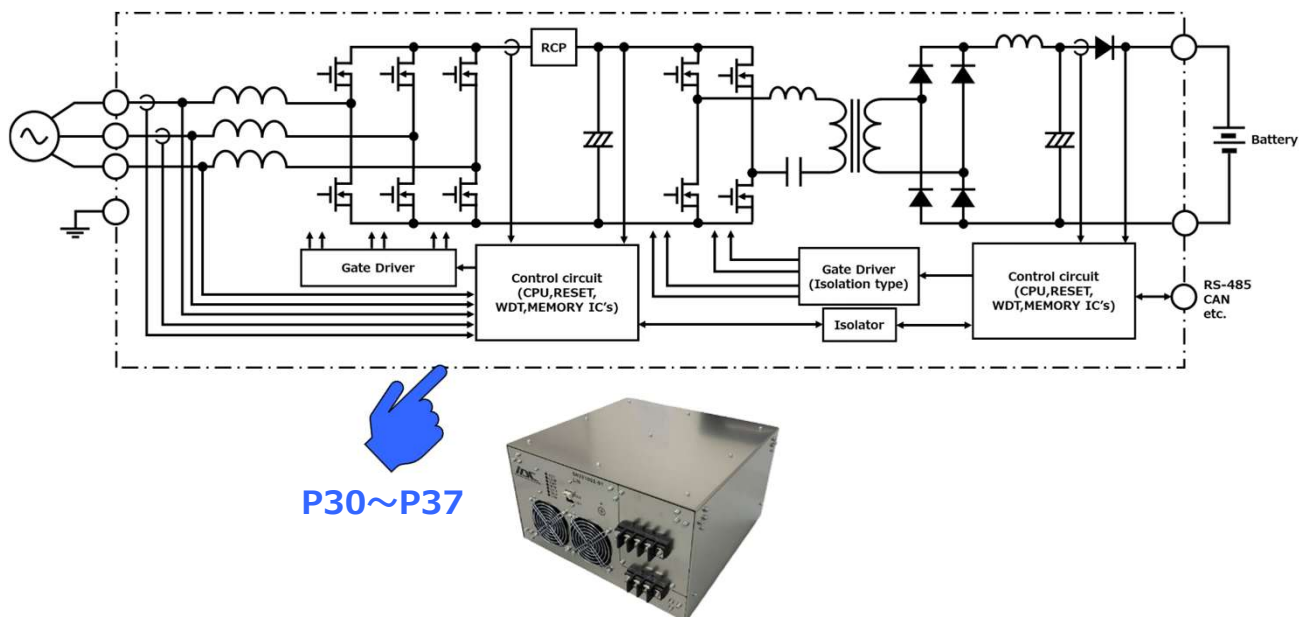 RCP
Battery
Gate Driver
Control circuit
(CPU,RESET,
WDT,MEMORY IC's)
Gate Driver
(Isolation type)
Isolator
Control circuit
(CPU,RESET,
WDT,MEMORY IC's)
RS-485
CAN
etc.
P30～P37